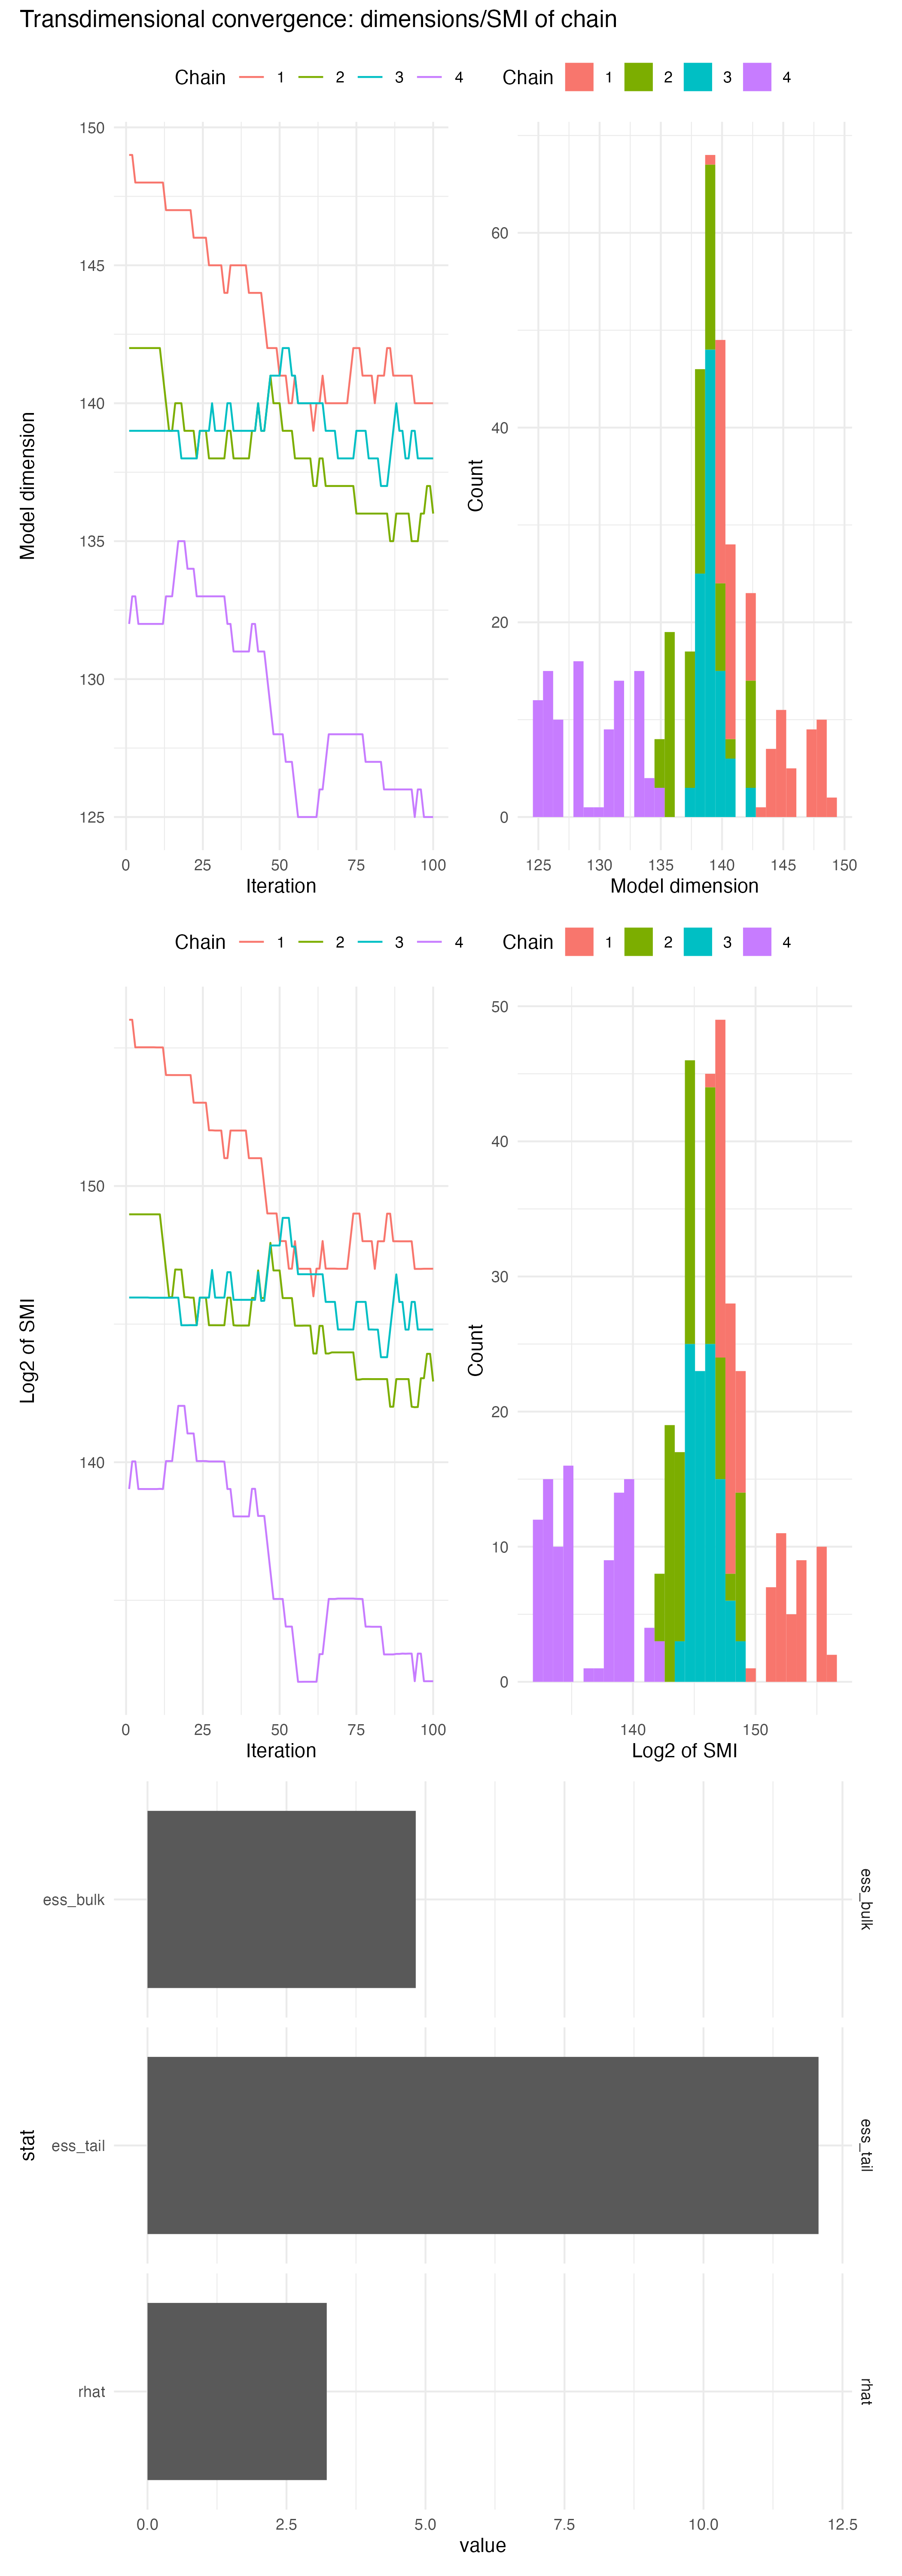 Transdimensional convergence: dimensions/SMI of chain
Chain 1 2 3 4
Chain 1 2 3 4
150
145
140
135
130
125
Model dimension
0 25 50 75 100
Iteration
60
40
20
0
Count
125 130 135 140 145 150
Model dimension
Chain 1 2 3 4
Chain 1 2 3 4
150
140
Log2 of SMI
0 25 50 75 100
Iteration
50
40
30
20
10
0
Count
140 150
Log2 of SMI
ess_bulk
ess_bulk
stat
ess_tail
ess_tail
rhat
rhat
0.0 2.5 5.0 7.5 10.0 12.5
value